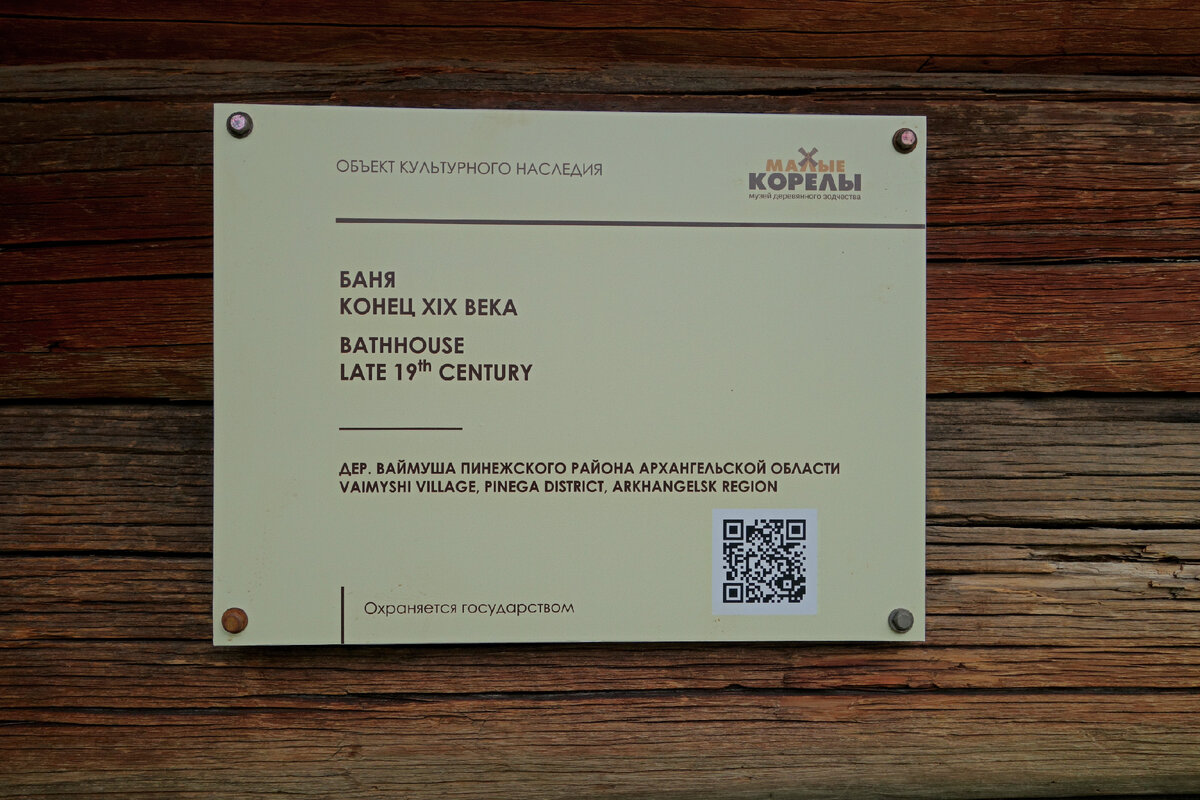 ОБЪЕКТ КУЛЬТУРНОГО НАСЛЕДИЯ
МАЛЫЕ
КОРЕЛЫ
музей деревянного зодчества
БАНЯ
КОНЕЦ XIX ВЕКА
BATHHOUSE
LATE 19th CENTURY
ДЕР. ВАЙМУША ПИНЕЖСКОГО РАЙОНА АРХАНГЕЛЬСКОЙ ОБЛАСТИ
VAIMYSHI VILLAGE, PINEGA DISTRICT, ARKHANGELSK REGION
Охраняется государством